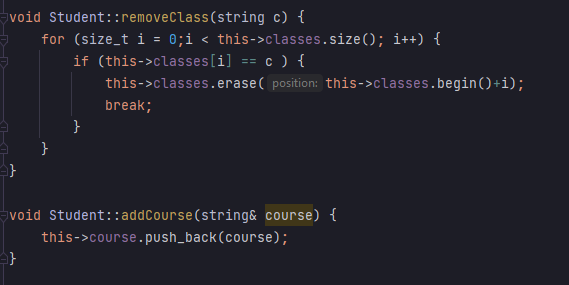 void Student::removeClass(string c) {
    for (size_t i = 0;i < this->classes.size(); i++) {
        if (this->classes[i] == c ) {
            this->classes.erase( position: this->classes.begin()+i);
            break;
        }
    }
}

void Student::addCourse(string& course) {
    this->course.push_back(course);
}